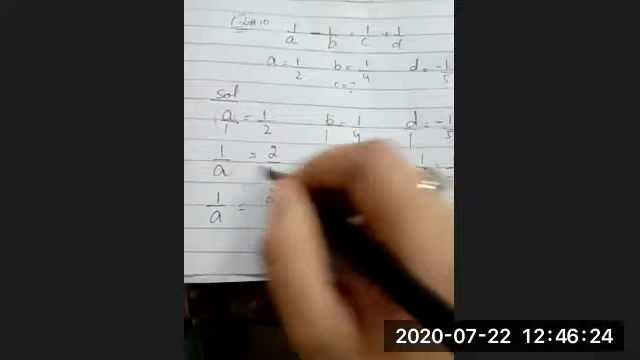 1/a - 1/b = 1/c + 1/d
a = 1/2 b = 1/4 d = -1/5
c = ?
sol
a/1 = 1/2 b/1 = 1/4 d/1 = -1/5
1/a = 2
1/a =
2020-07-22 12:46:24